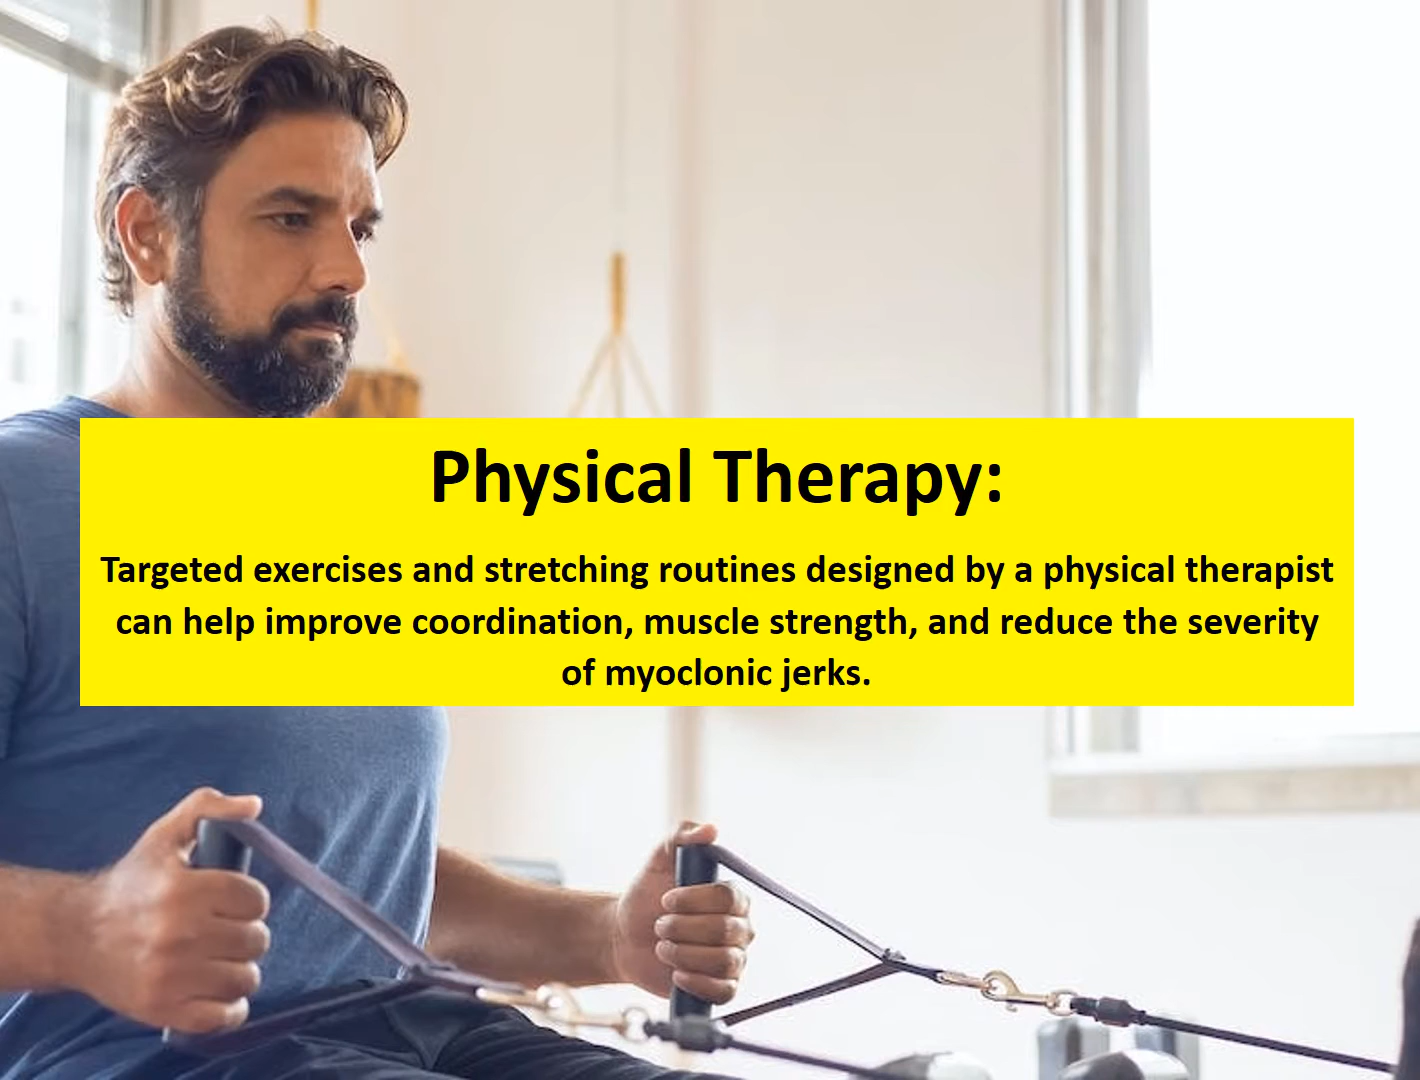 Physical Therapy:
Targeted exercises and stretching routines designed by a physical therapist
can help improve coordination, muscle strength, and reduce the severity
of myoclonic jerks.